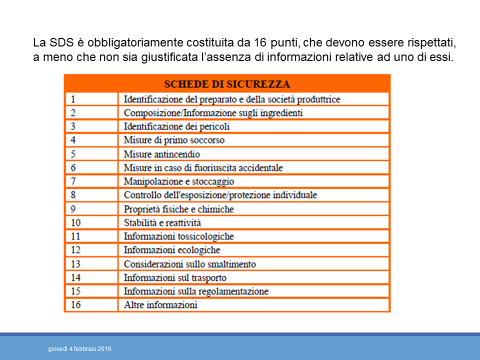 La SDS è obbligatoriamente costituita da 16 punti, che devono essere rispettati,
a meno che non sia giustificata l'assenza di informazioni relative ad uno di essi.
SCHEDE DI SICUREZZA
1 Identificazione del preparato e della società produttrice
2 Composizione/Informazione sugli ingredienti
3 Identificazione dei pericoli
4 Misure di primo soccorso
5 Misure antincendio
6 Misure in caso di fuoriuscita accidentale
7 Manipolazione e stoccaggio
8 Controllo dell'esposizione/protezione individuale
9 Proprietà fisiche e chimiche
10 Stabilità e reattività
11 Informazioni tossicologiche
12 Informazioni ecologiche
13 Considerazioni sullo smaltimento
14 Informazioni sul trasporto
15 Informazioni sulla regolamentazione
16 Altre informazioni
giovedì 4 febbraio 2016